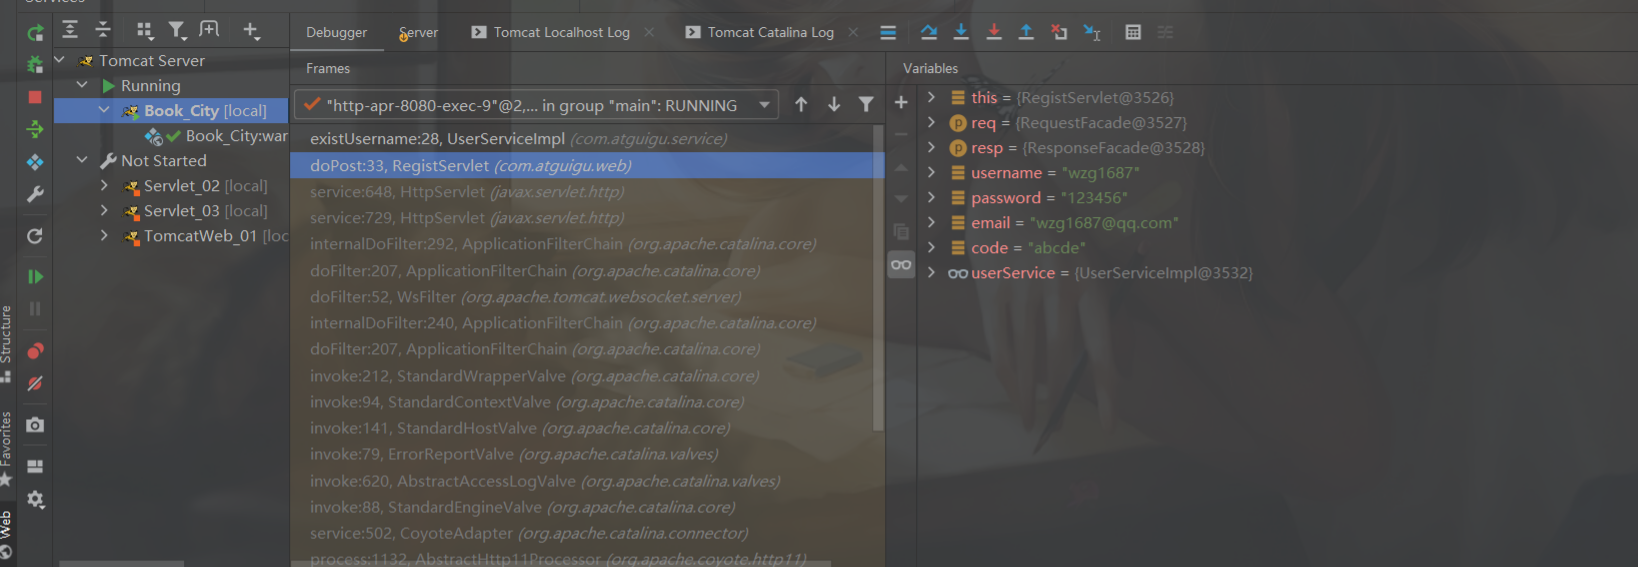 Services
Debugger
Server
Tomcat Localhost Log
Tomcat Catalina Log
Tomcat Server
Running
Book_City [local]
Book_City:war
Not Started
Servlet_02 [local]
Servlet_03 [local]
TomcatWeb_01 [loc
Frames
"http-apr-8080-exec-9"@2,... in group "main": RUNNING
existUsername:28, UserServiceImpl (com.atguigu.service)
doPost:33, RegistServlet (com.atguigu.web)
service:648, HttpServlet (javax.servlet.http)
service:729, HttpServlet (javax.servlet.http)
internalDoFilter:292, ApplicationFilterChain (org.apache.catalina.core)
doFilter:207, ApplicationFilterChain (org.apache.catalina.core)
doFilter:52, WsFilter (org.apache.tomcat.websocket.server)
internalDoFilter:240, ApplicationFilterChain (org.apache.catalina.core)
doFilter:207, ApplicationFilterChain (org.apache.catalina.core)
invoke:212, StandardWrapperValve (org.apache.catalina.core)
invoke:94, StandardContextValve (org.apache.catalina.core)
invoke:141, StandardHostValve (org.apache.catalina.core)
invoke:79, ErrorReportValve (org.apache.catalina.valves)
invoke:620, AbstractAccessLogValve (org.apache.catalina.valves)
invoke:88, StandardEngineValve (org.apache.catalina.core)
service:502, CoyoteAdapter (org.apache.catalina.connector)
process:1132, AbstractHttp11Processor (org.apache.coyote.http11)
Variables
this = {RegistServlet@3526}
p req = {RequestFacade@3527}
p resp = {ResponseFacade@3528}
username = "wzg1687"
password = "123456"
email = "wzg1687@qq.com"
code = "abcde"
userService = {UserServiceImpl@3532}
Structure
Favorites
Web